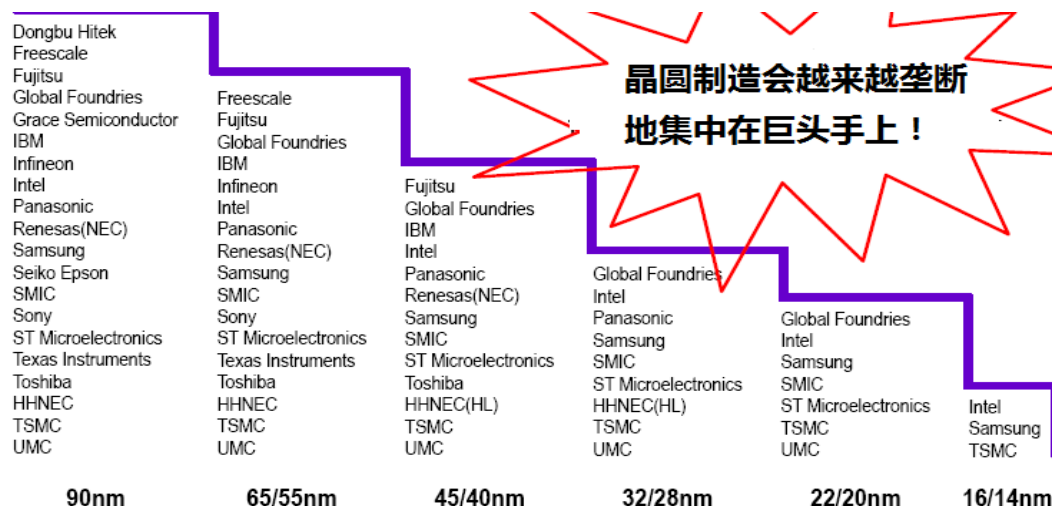 晶圆制造会越来越垄断
地集中在巨头手上！
Dongbu Hitek
Freescale
Fujitsu
Global Foundries
Grace Semiconductor
IBM
Infineon
Intel
Panasonic
Renersas(NEC)
Samsung
Seiko Epson
SMIC
Sony
ST Microelectronics
Texas Instruments
Toshiba
HHNEC
TSMC
UMC
90nm
Freescale
Fujitsu
Global Foundries
IBM
Infineon
Intel
Panasonic
Renesas(NEC)
Samsung
SMIC
Sony
ST Microelectronics
Texas Instruments
Toshiba
HHNEC
TSMC
UMC
65/55nm
Fujitsu
Global Foundries
IBM
Intel
Panasonic
Renesas(NEC)
Samsung
SMIC
ST Microelectronics
Toshiba
HHNEC(HL)
TSMC
UMC
45/40nm
Global Foundries
Intel
Panasonic
Samsung
SMIC
ST Microelectronics
HHNEC(HL)
TSMC
UMC
32/28nm
Global Foundries
Intel
Samsung
SMIC
ST Microelectronics
TSMC
UMC
22/20nm
Intel
Samsung
TSMC
16/14nm